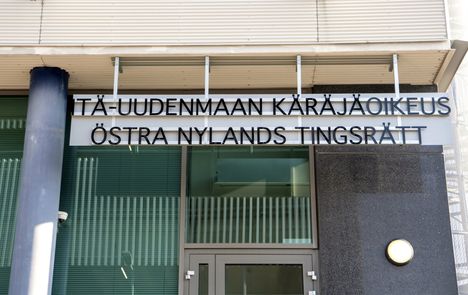 ITÄ-UUDENMAAN KÄRÄJÄOIKEUS
ÖSTRA NYLANDS TINGSRÄTT